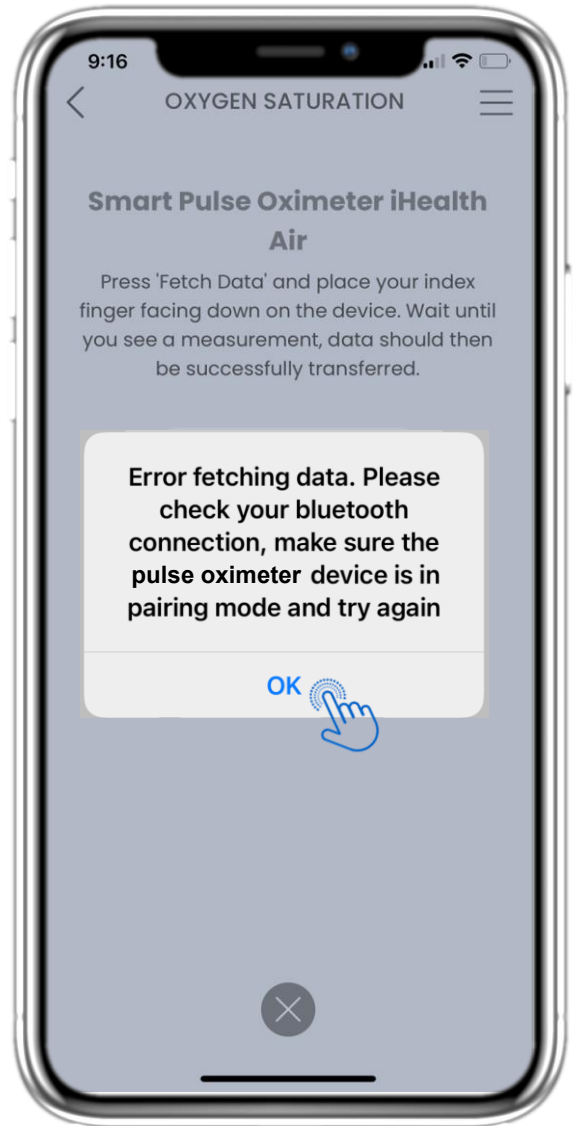 9:16
OXYGEN SATURATION
Smart Pulse Oximeter iHealth
Air
Press 'Fetch Data' and place your index
finger facing down on the device. Wait until
you see a measurement, data should then
be successfully transferred.
Error fetching data. Please
check your bluetooth
connection, make sure the
pulse oximeter device is in
pairing mode and try again
OK